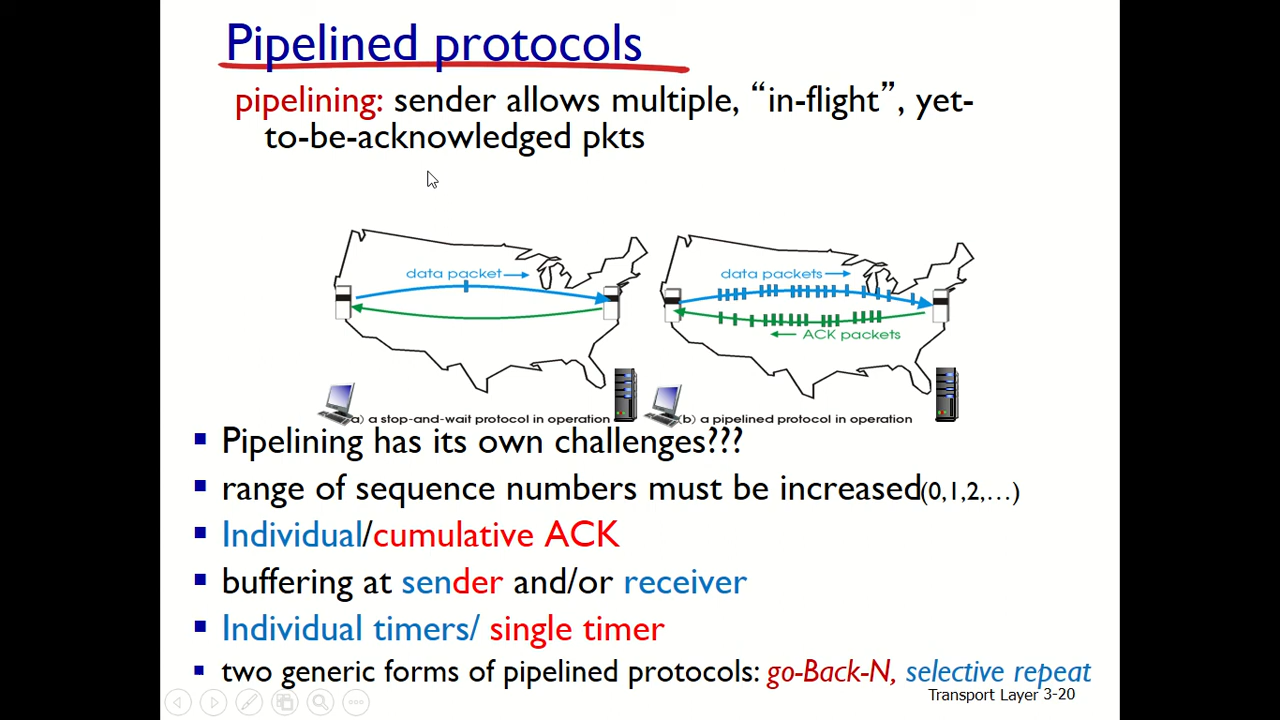 Pipelined protocols
pipelining: sender allows multiple, “in-flight”, yet-
to-be-acknowledged pkts
data packet
data packets
ACK packets
a) a stop-and-wait protocol in operation
(b) a pipelined protocol in operation
Pipelining has its own challenges???
range of sequence numbers must be increased(0,1,2,…)
Individual/cumulative ACK
buffering at sender and/or receiver
Individual timers/ single timer
two generic forms of pipelined protocols: go-Back-N, selective repeat
Transport Layer 3-20